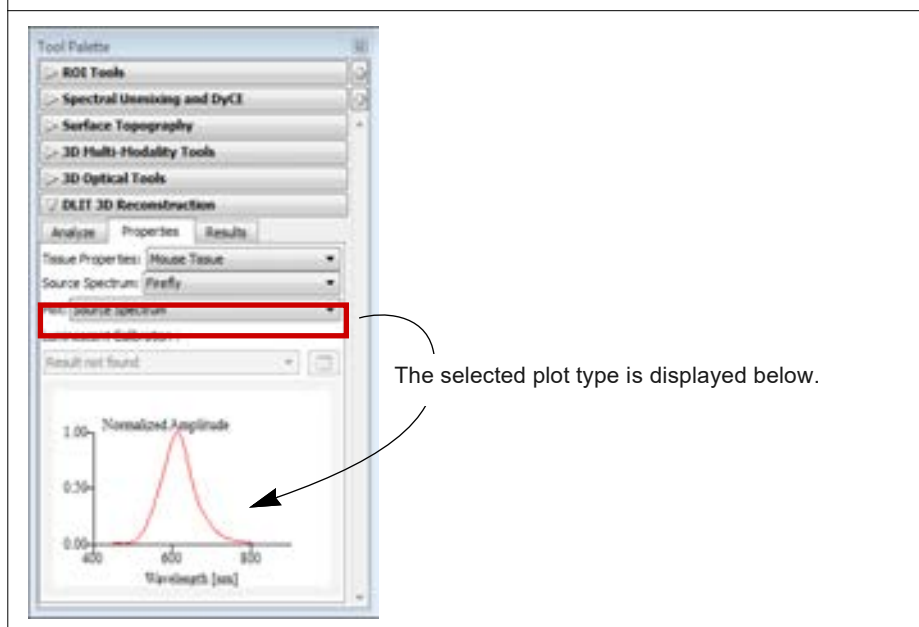 Tool Palette
ROI Tools
Spectral Unmixing and DyCE
Surface Topography
3D Multi-Modality Tools
3D Optical Tools
DLIT 3D Reconstruction
Analyze Properties Results
Tissue Properties: Mouse Tissue
Source Spectrum: Firefly
Plot: Source Spectrum
Result not found
The selected plot type is displayed below.
Normalized Amplitude
1.00
0.50
0.00
400 600 800
Wavelength [nm]